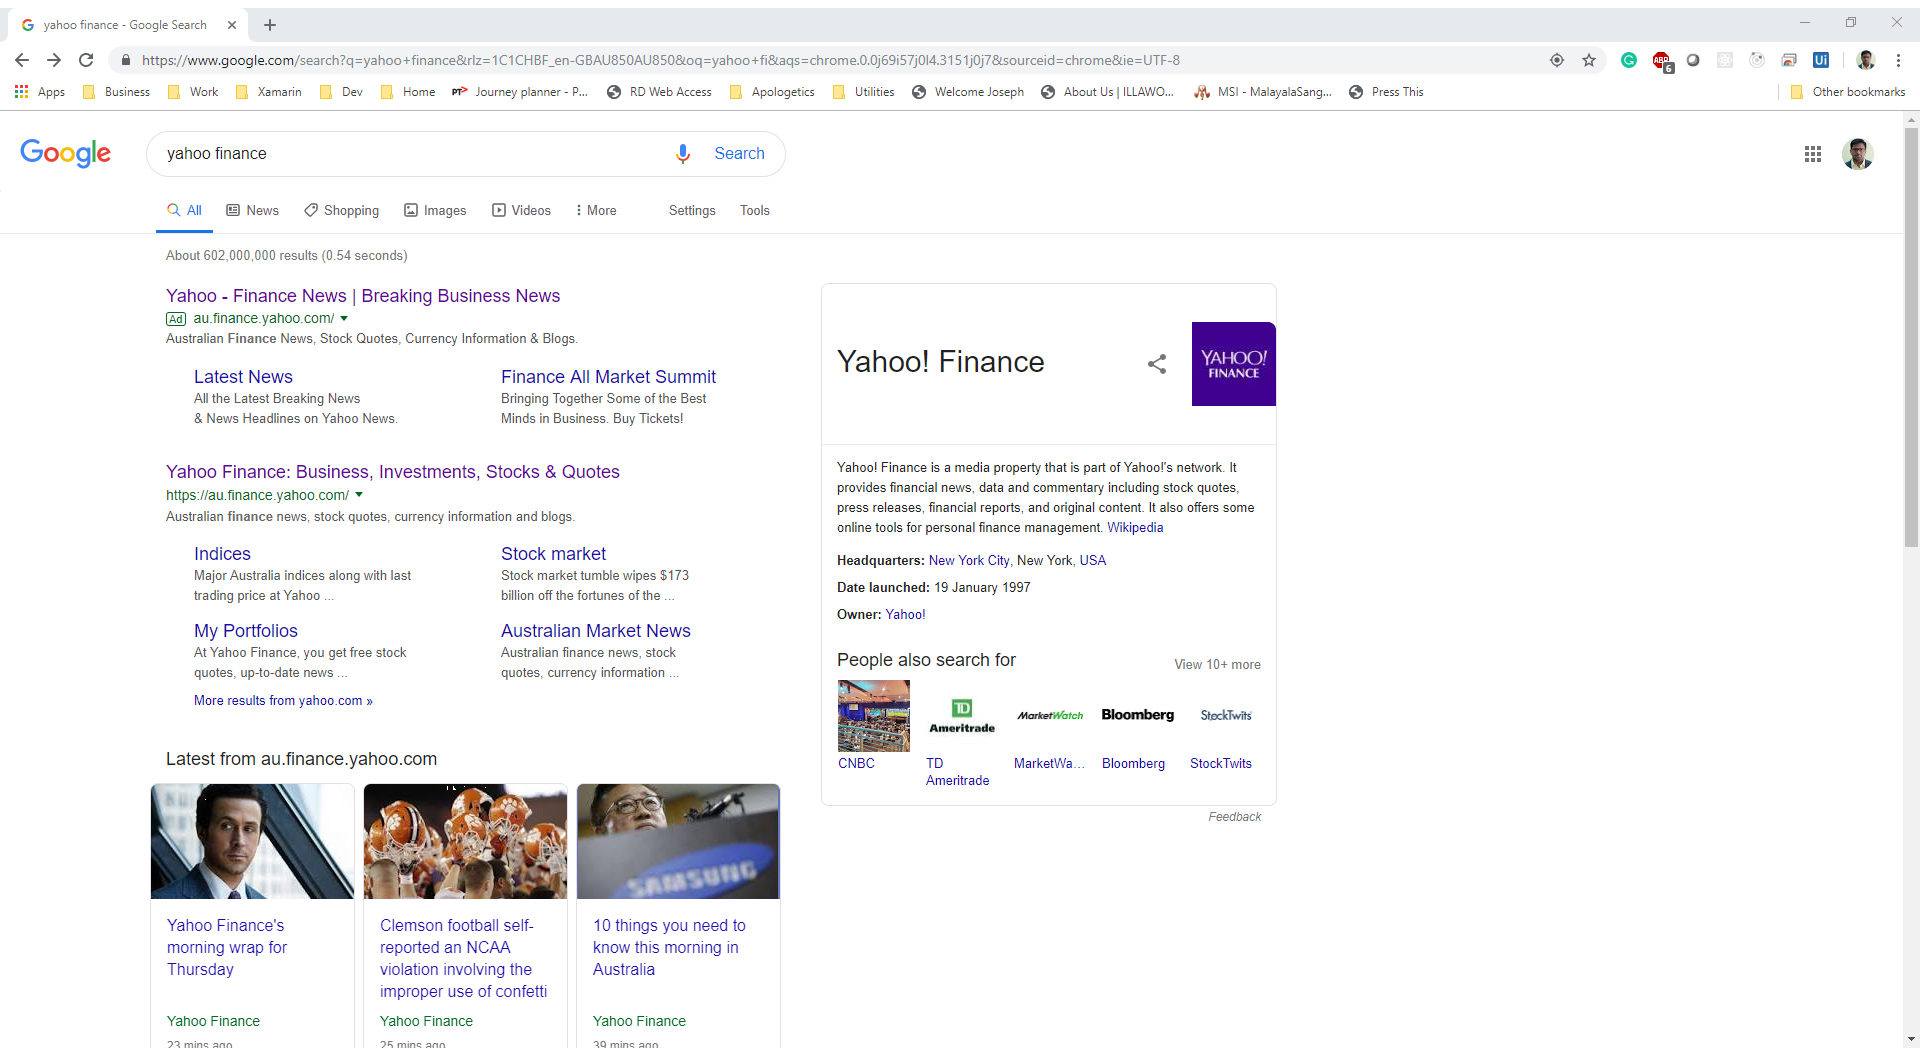 yahoo finance - Google Search
https://www.google.com/search?q=yahoo+finance&rlz=1C1CHBF_en-GBAU850AU850&oq=yahoo+fi&aqs=chrome.0.0j69i57j0l4.3151j0j7&sourceid=chrome&ie=UTF-8
ABP 6 Ui
Apps Business Work Xamarin Dev Home PT> Journey planner - P... RD Web Access Apologetics Utilities Welcome Joseph About Us | ILLAWO... MSI - MalayalaSang... Press This Other bookmarks
Google yahoo finance Search
All News Shopping Images Videos More Settings Tools
About 602,000,000 results (0.54 seconds)
Yahoo - Finance News | Breaking Business News
Ad au.finance.yahoo.com/
Australian Finance News, Stock Quotes, Currency Information & Blogs.
Latest News
All the Latest Breaking News
& News Headlines on Yahoo News.
Finance All Market Summit
Bringing Together Some of the Best
Minds in Business. Buy Tickets!
Yahoo Finance: Business, Investments, Stocks & Quotes
https://au.finance.yahoo.com/
Australian finance news, stock quotes, currency information and blogs.
Indices
Major Australia indices along with last
trading price at Yahoo ...
Stock market
Stock market tumble wipes $173
billion off the fortunes of the ...
My Portfolios
At Yahoo Finance, you get free stock
quotes, up-to-date news ...
Australian Market News
Australian finance news, stock
quotes, currency information ...
More results from yahoo.com »
Latest from au.finance.yahoo.com
Yahoo Finance's
morning wrap for
Thursday
Yahoo Finance
23 mins ago
Clemson football self-
reported an NCAA
violation involving the
improper use of confetti
Yahoo Finance
25 mins ago
SAMSUNG
10 things you need to
know this morning in
Australia
Yahoo Finance
39 mins ago
Yahoo! Finance
YAHOO!
FINANCE
Yahoo! Finance is a media property that is part of Yahoo!'s network. It
provides financial news, data and commentary including stock quotes,
press releases, financial reports, and original content. It also offers some
online tools for personal finance management. Wikipedia
Headquarters: New York City, New York, USA
Date launched: 19 January 1997
Owner: Yahoo!
People also search for
View 10+ more
TD
Ameritrade
MarketWatch
Bloomberg
StockTwits
CNBC
TD
Ameritrade
MarketWa...
Bloomberg
StockTwits
Feedback